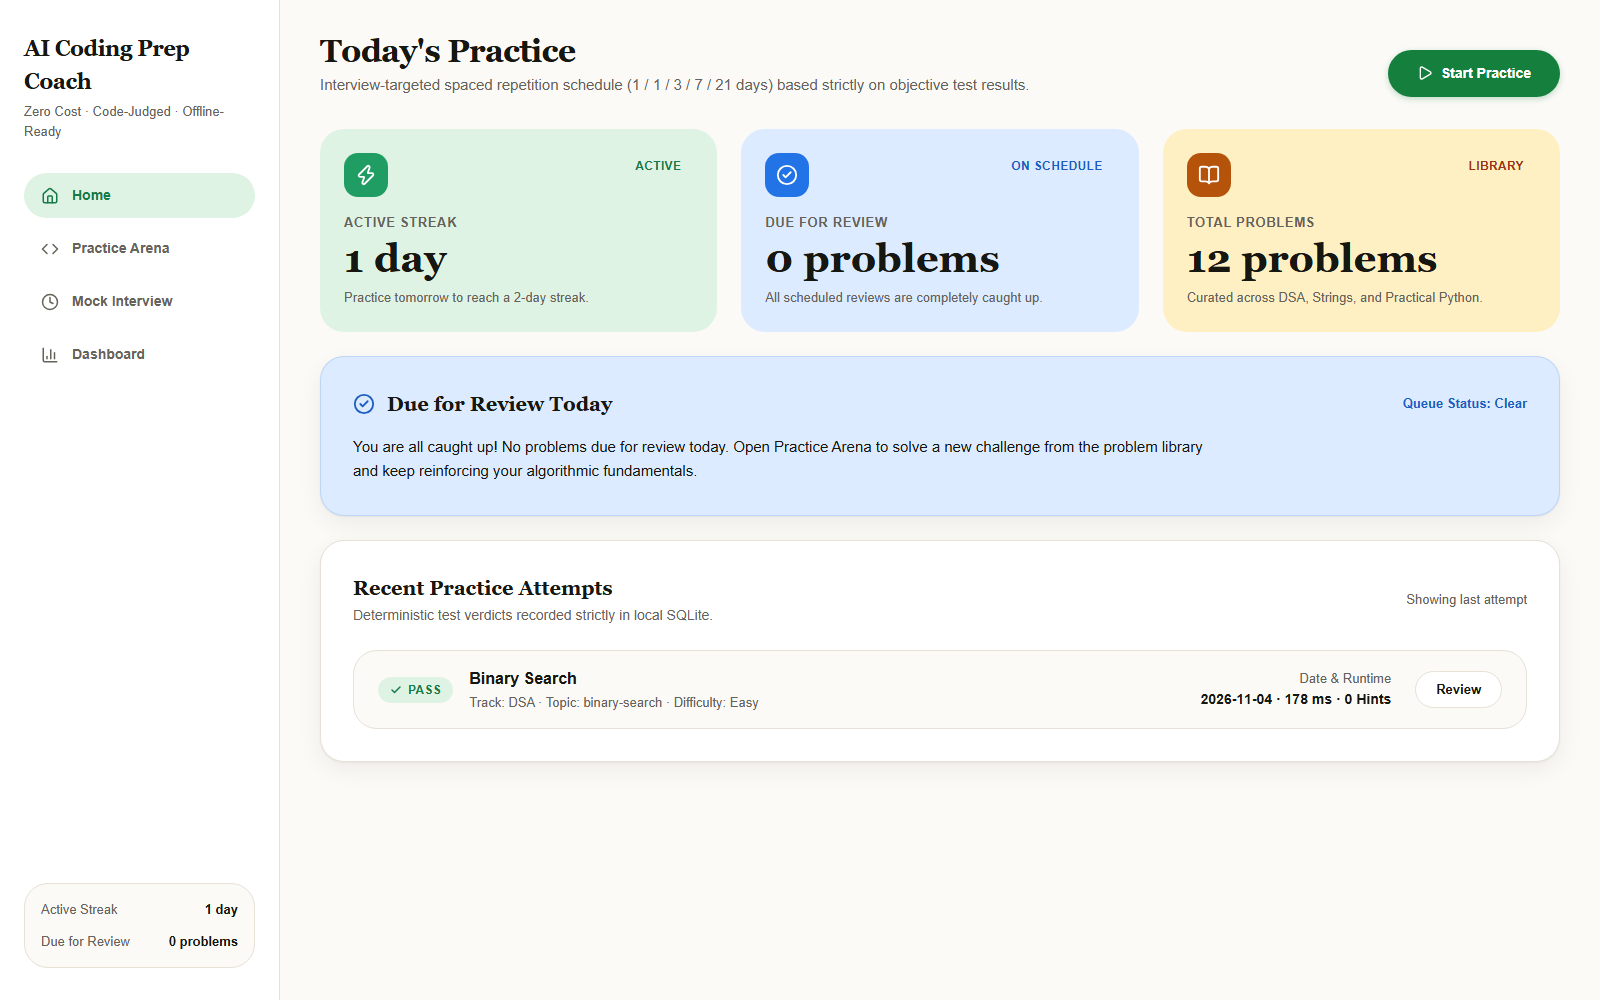 AI Coding Prep
Coach
Zero Cost · Code-Judged · Offline-
Ready
Home
Practice Arena
Mock Interview
Dashboard
Active Streak 1 day
Due for Review 0 problems
Today's Practice
Interview-targeted spaced repetition schedule (1 / 1 / 3 / 7 / 21 days) based strictly on objective test results.
Start Practice
ACTIVE
ACTIVE STREAK
1 day
Practice tomorrow to reach a 2-day streak.
ON SCHEDULE
DUE FOR REVIEW
0 problems
All scheduled reviews are completely caught up.
LIBRARY
TOTAL PROBLEMS
12 problems
Curated across DSA, Strings, and Practical Python.
Due for Review Today
Queue Status: Clear
You are all caught up! No problems due for review today. Open Practice Arena to solve a new challenge from the problem library
and keep reinforcing your algorithmic fundamentals.
Recent Practice Attempts
Deterministic test verdicts recorded strictly in local SQLite.
Showing last attempt
PASS
Binary Search
Track: DSA · Topic: binary-search · Difficulty: Easy
Date & Runtime
2026-11-04 · 178 ms · 0 Hints
Review